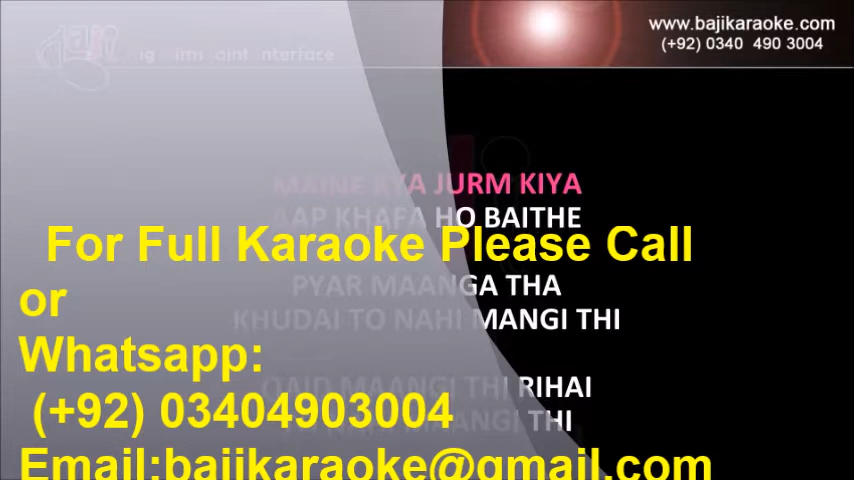 www.bajikaraoke.com
(+92) 0340 490 3004
MAINE KYA JURM KIYA
AAP KHAFA HO BAITHE
For Full Karaoke Please Call
PYAR MAANGA THA
or
KHUDAI TO NAHI MANGI THI
Whatsapp:
QAID MAANGI THI RIHAI
(+92) 03404903004
MAANGI THI
Email:bajikaraoke@gmail.com